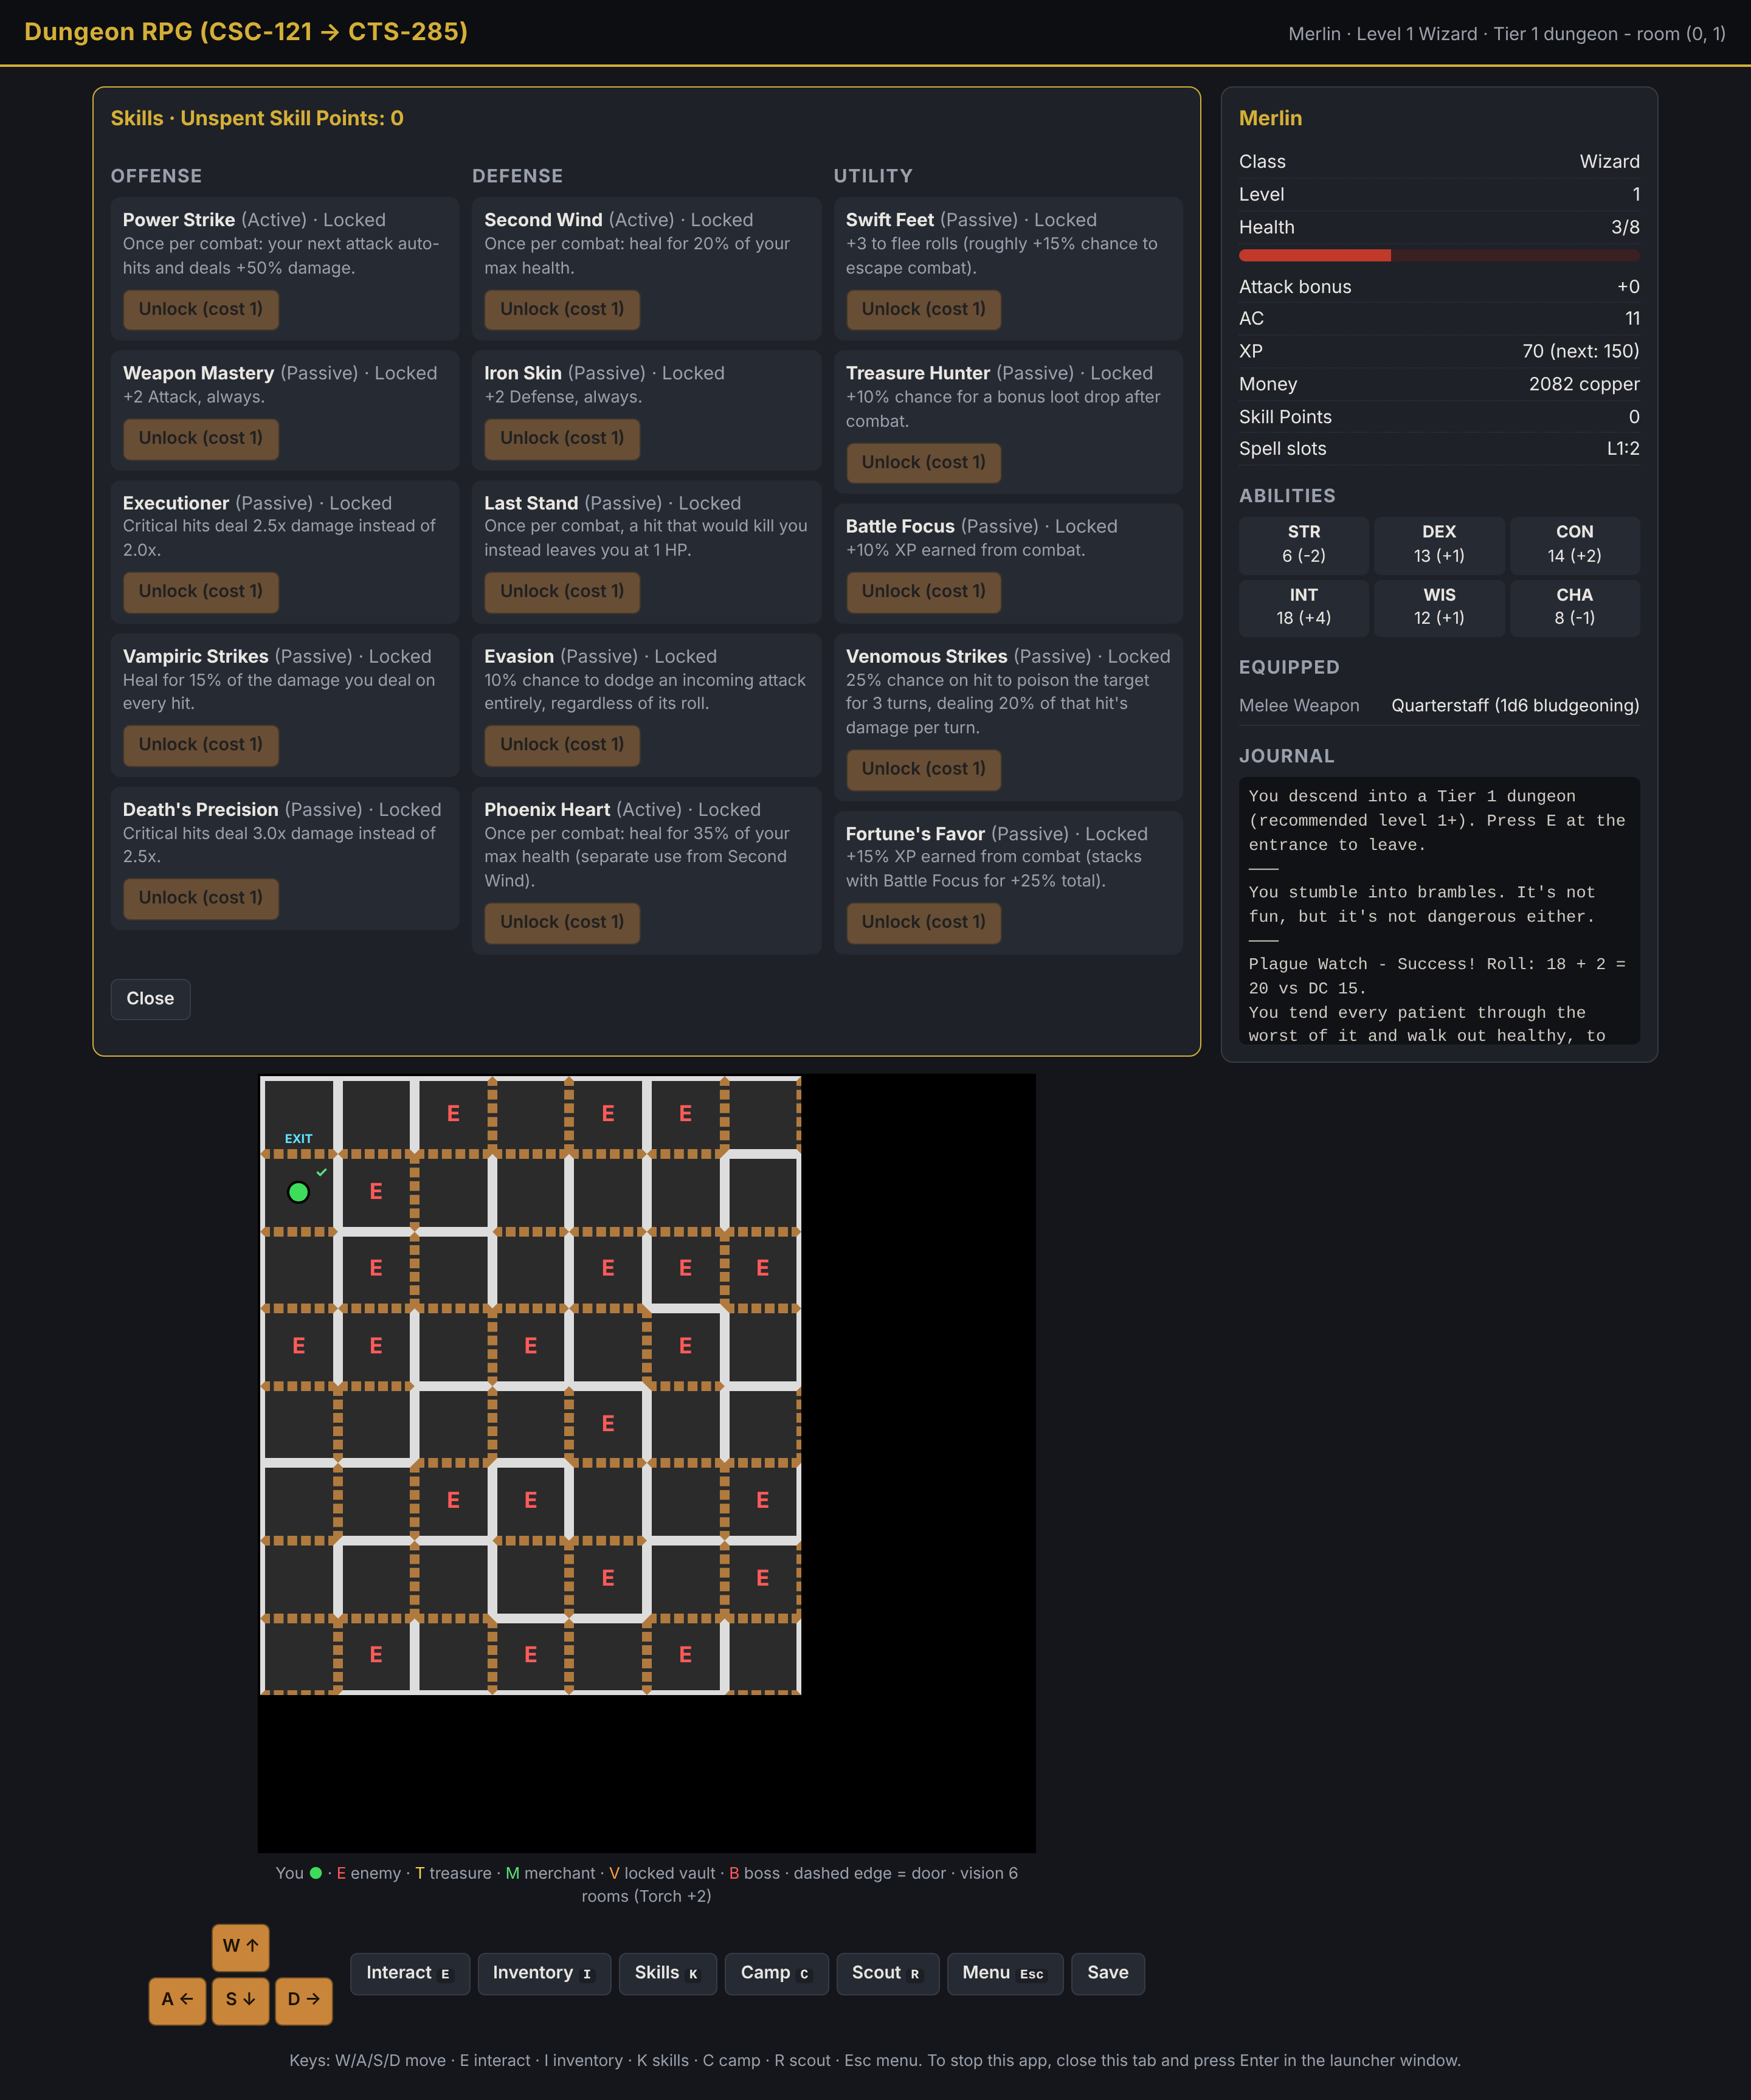 Dungeon RPG (CSC-121 → CTS-285)
Merlin · Level 1 Wizard · Tier 1 dungeon - room (0, 1)
Skills · Unspent Skill Points: 0
OFFENSE
Power Strike (Active) · Locked
Once per combat: your next attack auto-
hits and deals +50% damage.
Unlock (cost 1)
Weapon Mastery (Passive) · Locked
+2 Attack, always.
Unlock (cost 1)
Executioner (Passive) · Locked
Critical hits deal 2.5x damage instead of
2.0x.
Unlock (cost 1)
Vampiric Strikes (Passive) · Locked
Heal for 15% of the damage you deal on
every hit.
Unlock (cost 1)
Death's Precision (Passive) · Locked
Critical hits deal 3.0x damage instead of
2.5x.
Unlock (cost 1)
DEFENSE
Second Wind (Active) · Locked
Once per combat: heal for 20% of your
max health.
Unlock (cost 1)
Iron Skin (Passive) · Locked
+2 Defense, always.
Unlock (cost 1)
Last Stand (Passive) · Locked
Once per combat, a hit that would kill you
instead leaves you at 1 HP.
Unlock (cost 1)
Evasion (Passive) · Locked
10% chance to dodge an incoming attack
entirely, regardless of its roll.
Unlock (cost 1)
Phoenix Heart (Active) · Locked
Once per combat: heal for 35% of your
max health (separate use from Second
Wind).
Unlock (cost 1)
UTILITY
Swift Feet (Passive) · Locked
+3 to flee rolls (roughly +15% chance to
escape combat).
Unlock (cost 1)
Treasure Hunter (Passive) · Locked
+10% chance for a bonus loot drop after
combat.
Unlock (cost 1)
Battle Focus (Passive) · Locked
+10% XP earned from combat.
Unlock (cost 1)
Venomous Strikes (Passive) · Locked
25% chance on hit to poison the target
for 3 turns, dealing 20% of that hit's
damage per turn.
Unlock (cost 1)
Fortune's Favor (Passive) · Locked
+15% XP earned from combat (stacks
with Battle Focus for +25% total).
Unlock (cost 1)
Close
Merlin
Class Wizard
Level 1
Health 3/8
Attack bonus +0
AC 11
XP 70 (next: 150)
Money 2082 copper
Skill Points 0
Spell slots L1:2
ABILITIES
STR DEX CON
6 (-2) 13 (+1) 14 (+2)
INT WIS CHA
18 (+4) 12 (+1) 8 (-1)
EQUIPPED
Melee Weapon Quarterstaff (1d6 bludgeoning)
JOURNAL
You descend into a Tier 1 dungeon
(recommended level 1+). Press E at the
entrance to leave.
———
You stumble into brambles. It's not
fun, but it's not dangerous either.
———
Plague Watch - Success! Roll: 18 + 2 =
20 vs DC 15.
You tend every patient through the
worst of it and walk out healthy, to
E E E
EXIT
✓
E
E E E E
E E E E
E
E E E
E E
E E E
You · E enemy · T treasure · M merchant · V locked vault · B boss · dashed edge = door · vision 6
rooms (Torch +2)
W ↑
A ← S ↓ D →
Interact E Inventory I Skills K Camp C Scout R Menu Esc Save
Keys: W/A/S/D move · E interact · I inventory · K skills · C camp · R scout · Esc menu. To stop this app, close this tab and press Enter in the launcher window.